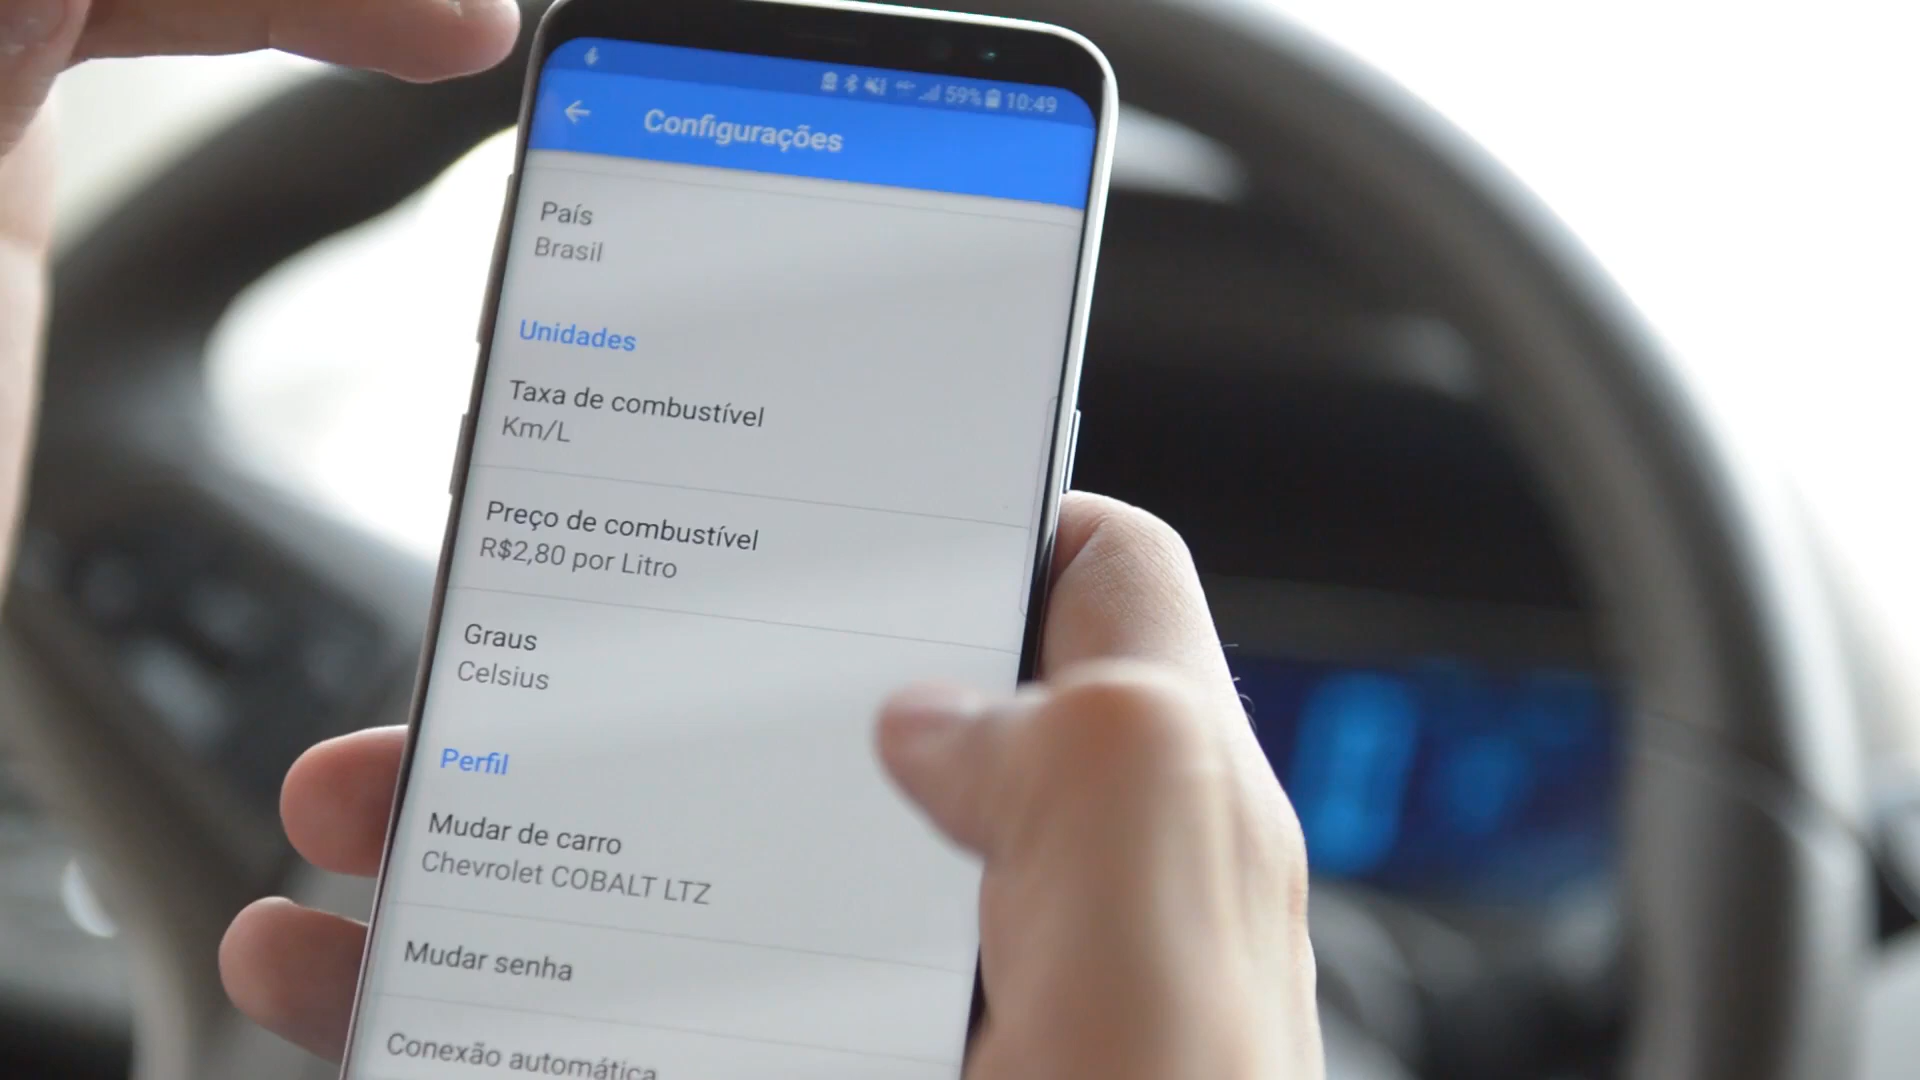 59% 10:49
Configurações
País
Brasil
Unidades
Taxa de combustível
Km/L
Preço de combustível
R$2,80 por Litro
Graus
Celsius
Perfil
Mudar de carro
Chevrolet COBALT LTZ
Mudar senha
Conexão automática